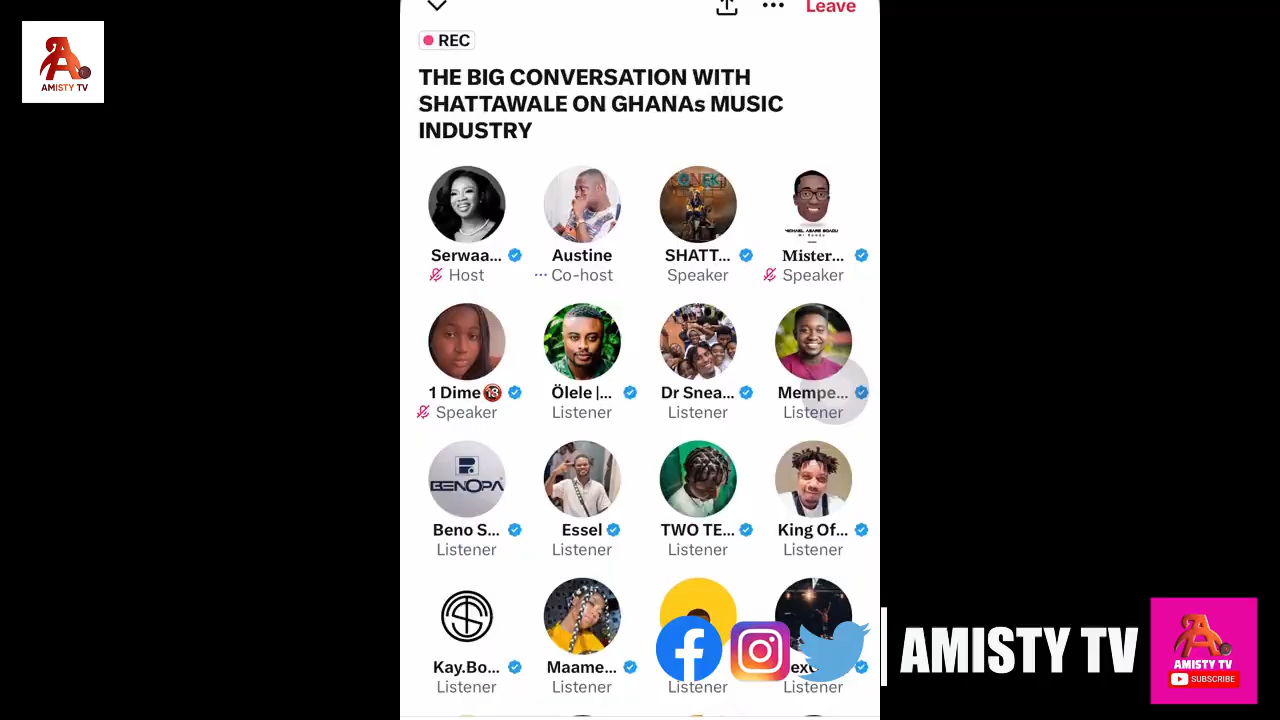 Leave
REC
THE BIG CONVERSATION WITH
SHATTAWALE ON GHANAs MUSIC
INDUSTRY
AMISTY TV
Serwaa... Austine SHATT... Mister...
Host Co-host Speaker Speaker
1 Dime Ölele |... Dr Snea... Mempe...
Speaker Listener Listener Listener
BENOPA
Beno S... Essel TWO TE... King Of...
Listener Listener Listener Listener
Kay.Bo... Maame...
Listener Listener Listener Listener
AMISTY TV
AMISTY TV
SUBSCRIBE